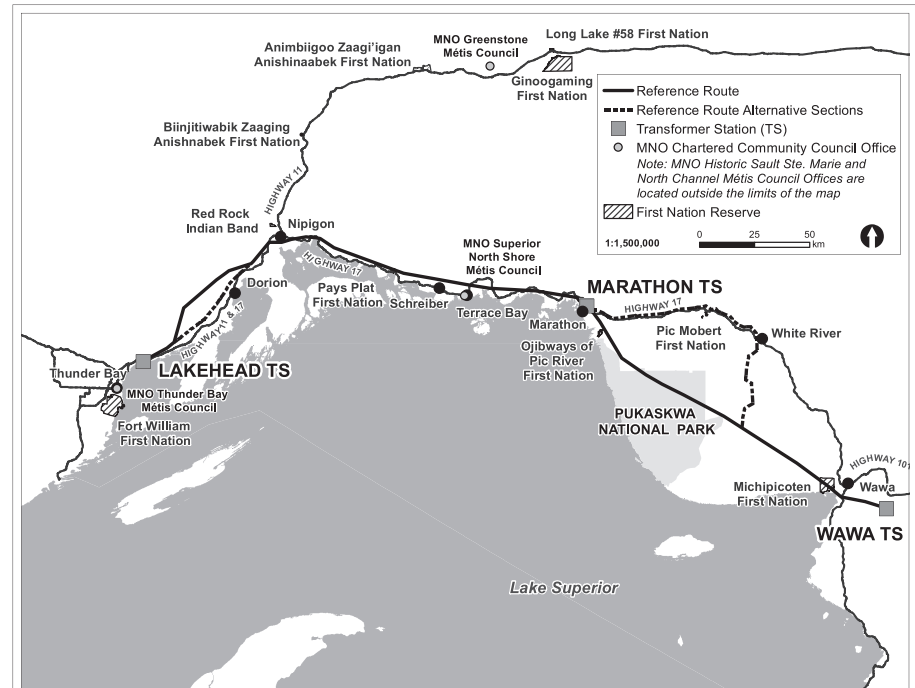 MNO Greenstone
Métis Council
Long Lake #58 First Nation
Animbiigoo Zaagi'igan
Anishinaabek First Nation
Ginoogaming
First Nation
Biinjitiwabik Zaaging
Anishnabek First Nation
HIGHWAY 11
Reference Route
Reference Route Alternative Sections
Transformer Station (TS)
MNO Chartered Community Council Office
Note: MNO Historic Sault Ste. Marie and
North Channel Métis Council Offices are
located outside the limits of the map
First Nation Reserve
1:1,500,000
0 25 50
km
Red Rock
Indian Band
Nipigon
HIGHWAY 17
MNO Superior
North Shore
Métis Council
Dorion
Pays Plat
First Nation
Schreiber
Terrace Bay
HIGHWAY 11 & 17
MARATHON TS
HIGHWAY 17
Marathon
Pic Mobert
First Nation
White River
Ojibways of
Pic River
First Nation
Thunder Bay
LAKEHEAD TS
MNO Thunder Bay
Métis Council
Fort William
First Nation
PUKASKWA
NATIONAL PARK
HIGHWAY 101
Michipicoten
First Nation
Wawa
WAWA TS
Lake Superior